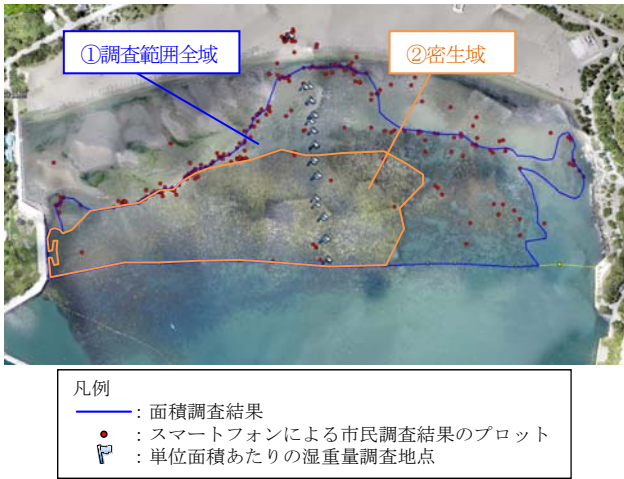 ①調査範囲全域
②密生域
凡例
：面積調査結果
：スマートフォンによる市民調査結果のプロット
：単位面積あたりの湿重量調査地点